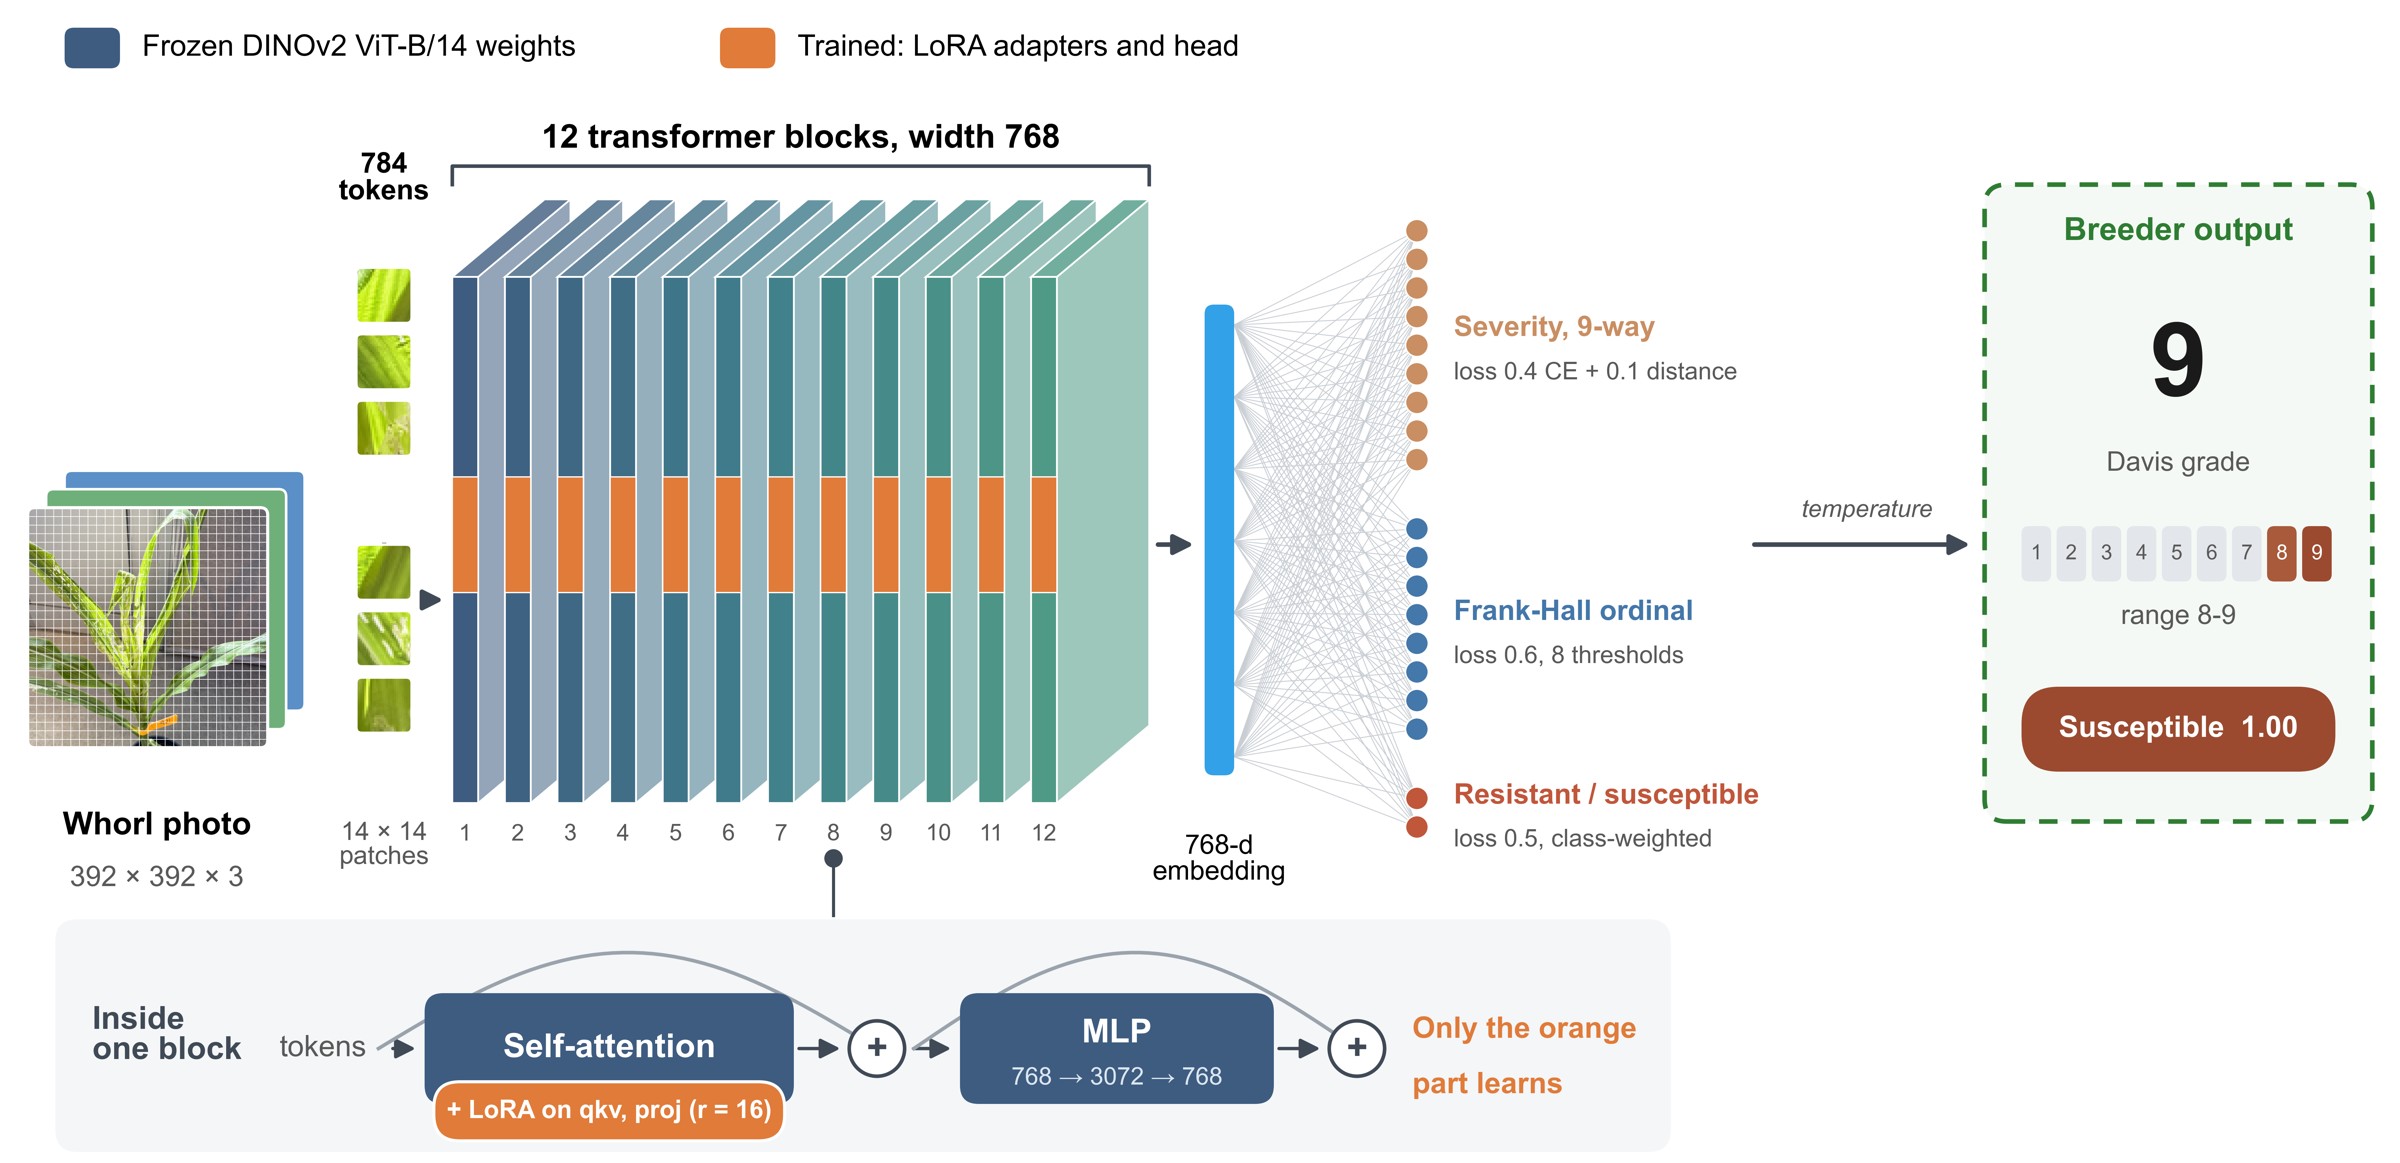 Frozen DINOv2 ViT-B/14 weights
Trained: LoRA adapters and head
12 transformer blocks, width 768
784
tokens
Whorl photo
392 × 392 × 3
14 × 14
patches
1 2 3 4 5 6 7 8 9 10 11 12
768-d
embedding
Severity, 9-way
loss 0.4 CE + 0.1 distance
Frank-Hall ordinal
loss 0.6, 8 thresholds
Resistant / susceptible
loss 0.5, class-weighted
temperature
Breeder output
9
Davis grade
1 2 3 4 5 6 7 8 9
range 8-9
Susceptible 1.00
Inside
one block
tokens
Self-attention
+ LoRA on qkv, proj (r = 16)
+
MLP
768 → 3072 → 768
+
Only the orange
part learns